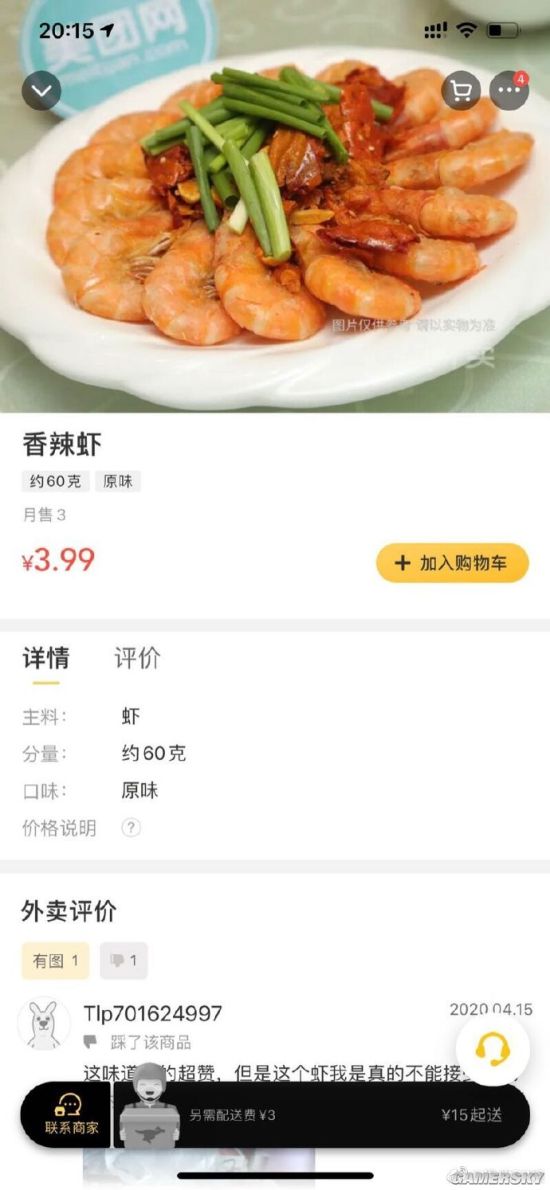 20:15
美团网
4
图片仅供参考 请以实物为准
香辣虾
约60克 原味
月售3
¥3.99
+ 加入购物车
详情 评价
主料： 虾
分量： 约60克
口味： 原味
价格说明 ?
外卖评价
有图 1 1
Tlp701624997 2020.04.15
踩了该商品
这味道 的超赞，但是这个虾我是真的不能接
联系商家 另需配送费¥3 ¥15起送
GAMERSKY